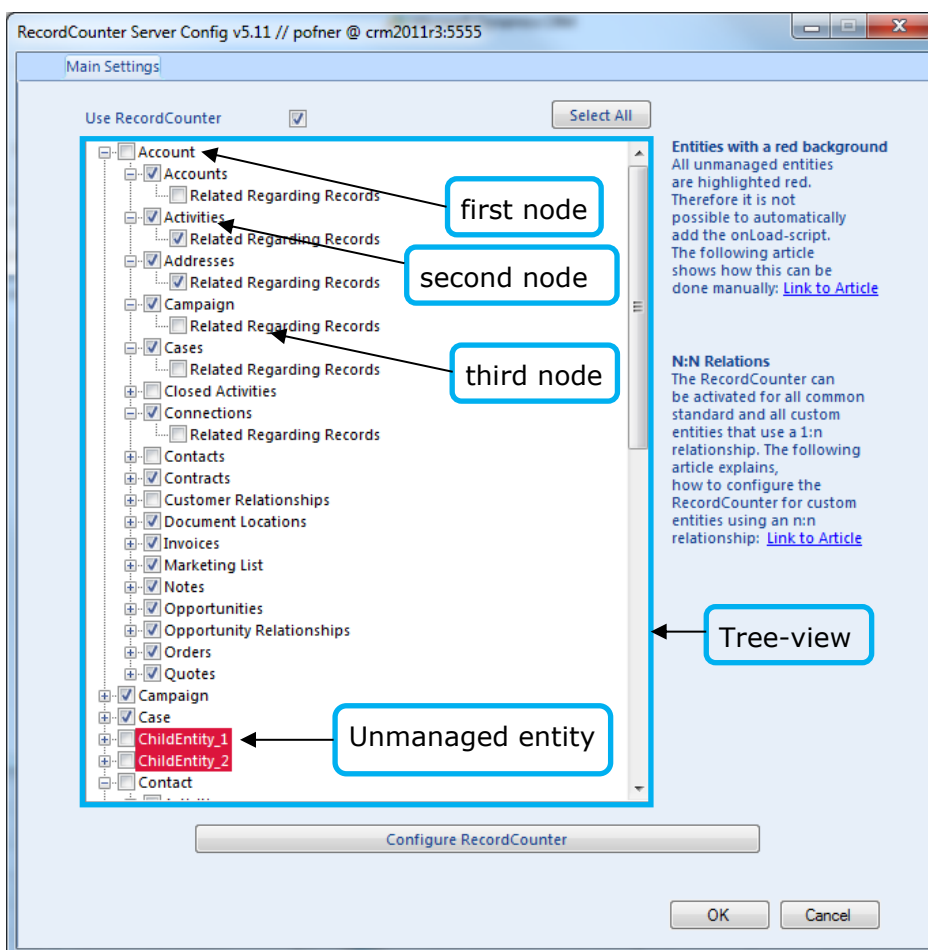 RecordCounter Server Config v5.11 // pofner @ crm2011r3:5555
Main Settings
Use RecordCounter
Select All
Account
Accounts
Related Regarding Records
Activities
Related Regarding Records
Addresses
Related Regarding Records
Campaign
Related Regarding Records
Cases
Related Regarding Records
Closed Activities
Connections
Related Regarding Records
Contacts
Contracts
Customer Relationships
Document Locations
Invoices
Marketing List
Notes
Opportunities
Opportunity Relationships
Orders
Quotes
Campaign
Case
ChildEntity_1
ChildEntity_2
Contact
first node
second node
third node
Tree-view
Unmanaged entity
Entities with a red background
All unmanaged entities
are highlighted red.
Therefore it is not
possible to automatically
add the onLoad-script.
The following article
shows how this can be
done manually: Link to Article
N:N Relations
The RecordCounter can
be activated for all common
standard and all custom
entities that use a 1:n
relationship. The following
article explains,
how to configure the
RecordCounter for custom
entities using an n:n
relationship: Link to Article
Configure RecordCounter
OK
Cancel